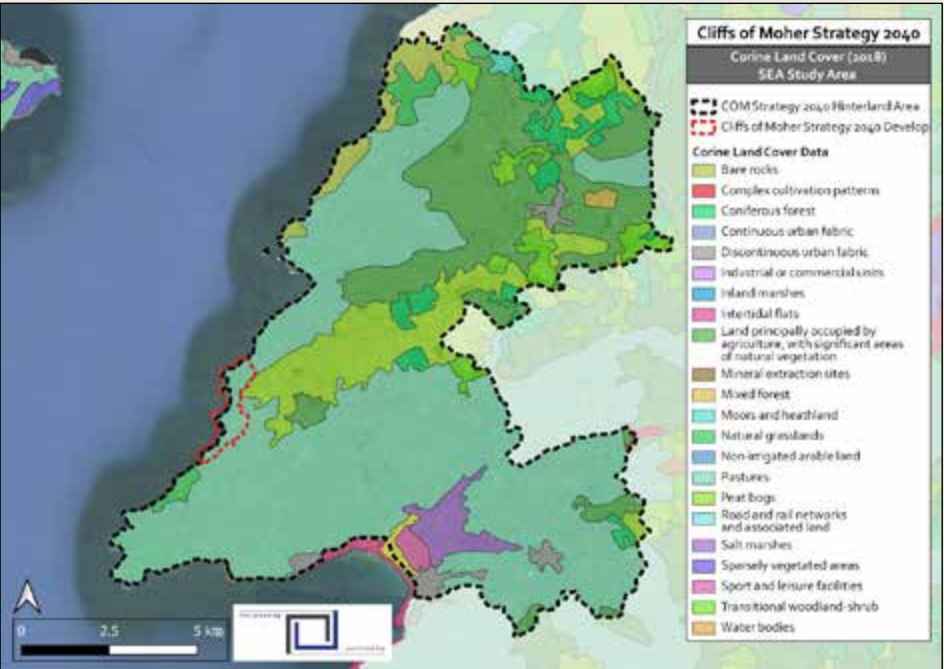 Cliffs of Moher Strategy 2040
Corine Land Cover (2018)
SEA Study Area
COM Strategy 2040 Hinterland Area
Cliffs of Moher Strategy 2040 Develop
Corine Land Cover Data
Bare rocks
Complex cultivation patterns
Coniferous forest
Continuous urban fabric
Discontinuous urban fabric
Industrial or commercial units
Inland marshes
Intertidal flats
Land principally occupied by
agriculture, with significant areas
of natural vegetation
Mineral extraction sites
Mixed forest
Moors and heathland
Natural grasslands
Non-irrigated arable land
Pastures
Peat bogs
Road and rail networks
and associated land
Salt marshes
Sparsely vegetated areas
Sport and leisure facilities
Transitional woodland-shrub
Water bodies
0 2.5 5 km